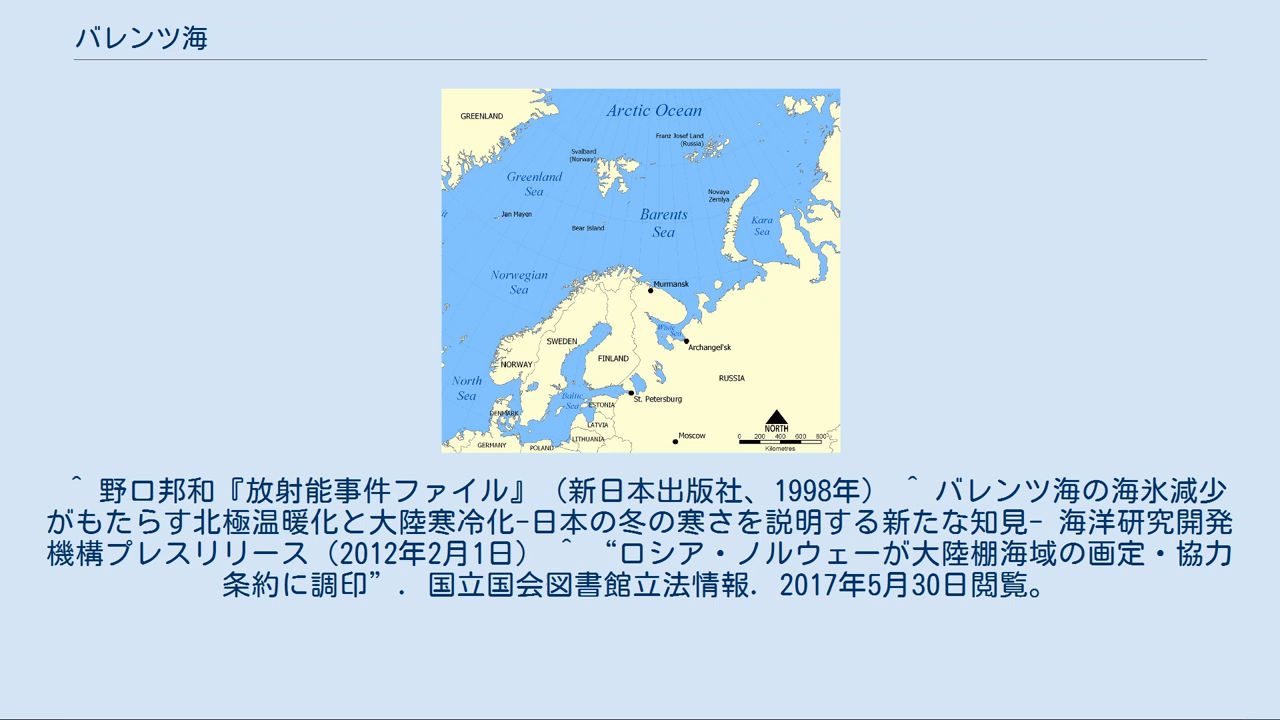 バレンツ海
Arctic Ocean
GREENLAND
Franz Josef Land
(Russia)
Svalbard
(Norway)
Greenland
Sea
Novaya
Zemlya
Jan Mayen
Barents
Sea
Kara
Sea
Bear Island
Norwegian
Sea
Murmansk
White
Sea
SWEDEN
Archangel'sk
FINLAND
NORWAY
RUSSIA
North
Sea
Baltic
Sea
St. Petersburg
ESTONIA
DENMARK
LATVIA
NORTH
LITHUANIA
Moscow
0 200 400 600 800
GERMANY
POLAND
Kilometres
^ 野口邦和『放射能事件ファイル』（新日本出版社、1998年） ^ バレンツ海の海氷減少
がもたらす北極温暖化と大陸寒冷化-日本の冬の寒さを説明する新たな知見- 海洋研究開発
機構プレスリリース（2012年2月1日） ^ “ロシア・ノルウェーが大陸棚海域の画定・協力
条約に調印”. 国立国会図書館立法情報. 2017年5月30日閲覧。